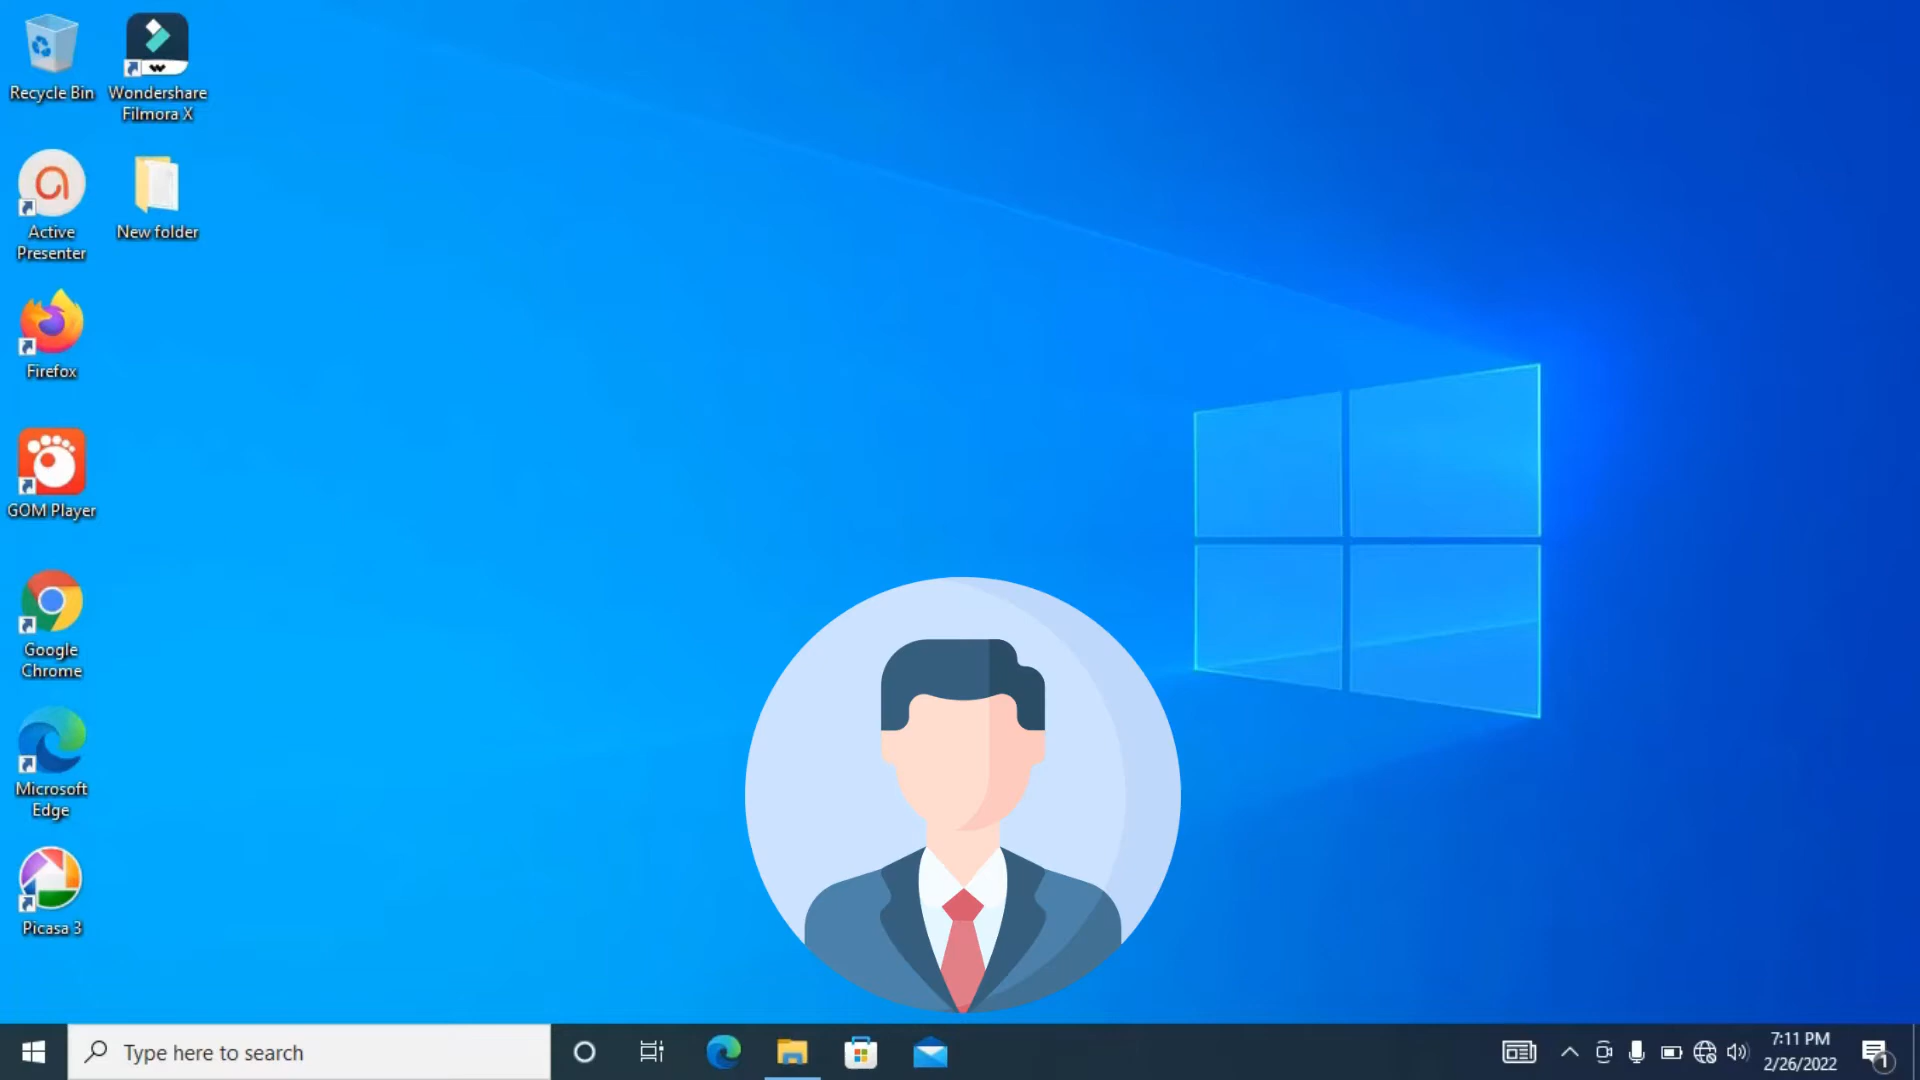 Recycle Bin
Wondershare
Filmora X
Active
Presenter
New folder
Firefox
GOM Player
Google
Chrome
Microsoft
Edge
Picasa 3
Type here to search
7:11 PM
2/26/2022
1